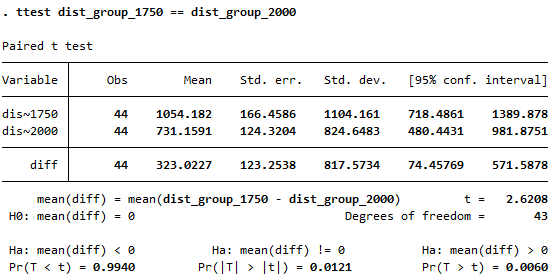 . ttest dist_group_1750 == dist_group_2000
Paired t test
Variable Obs Mean Std. err. Std. dev. [95% conf. interval]
dis~1750 44 1054.182 166.4586 1104.161 718.4861 1389.878
dis~2000 44 731.1591 124.3204 824.6483 480.4431 981.8751
diff 44 323.0227 123.2538 817.5734 74.45769 571.5878
mean(diff) = mean(dist_group_1750 - dist_group_2000) t = 2.6208
H0: mean(diff) = 0 Degrees of freedom = 43
Ha: mean(diff) < 0 Ha: mean(diff) != 0 Ha: mean(diff) > 0
Pr(T < t) = 0.9940 Pr(|T| > |t|) = 0.0121 Pr(T > t) = 0.0060